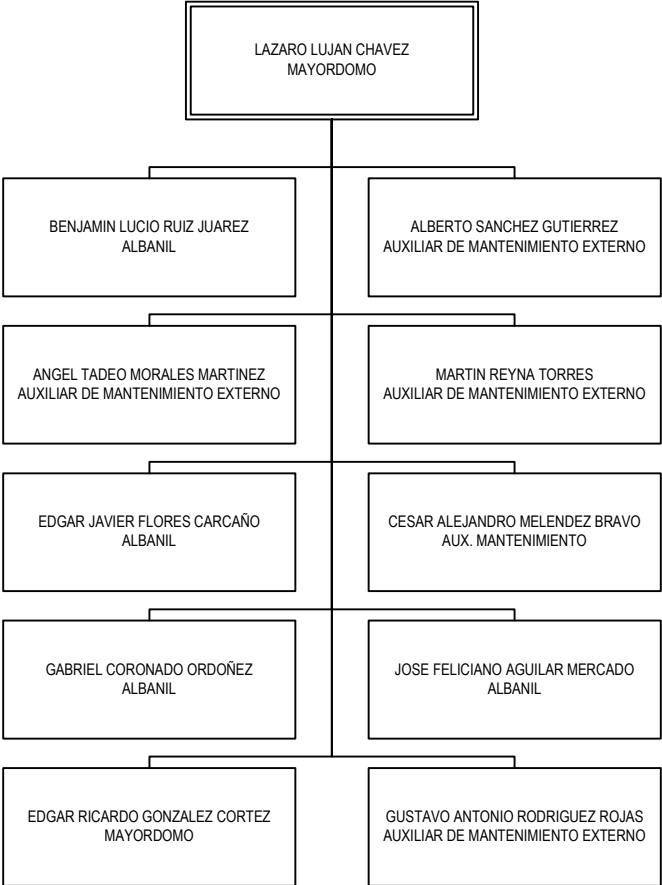 LAZARO LUJAN CHAVEZ
MAYORDOMO
BENJAMIN LUCIO RUIZ JUAREZ
ALBANIL
ALBERTO SANCHEZ GUTIERREZ
AUXILIAR DE MANTENIMIENTO EXTERNO
ANGEL TADEO MORALES MARTINEZ
AUXILIAR DE MANTENIMIENTO EXTERNO
MARTIN REYNA TORRES
AUXILIAR DE MANTENIMIENTO EXTERNO
EDGAR JAVIER FLORES CARCAÑO
ALBANIL
CESAR ALEJANDRO MELENDEZ BRAVO
AUX. MANTENIMIENTO
GABRIEL CORONADO ORDOÑEZ
ALBANIL
JOSE FELICIANO AGUILAR MERCADO
ALBANIL
EDGAR RICARDO GONZALEZ CORTEZ
MAYORDOMO
GUSTAVO ANTONIO RODRIGUEZ ROJAS
AUXILIAR DE MANTENIMIENTO EXTERNO